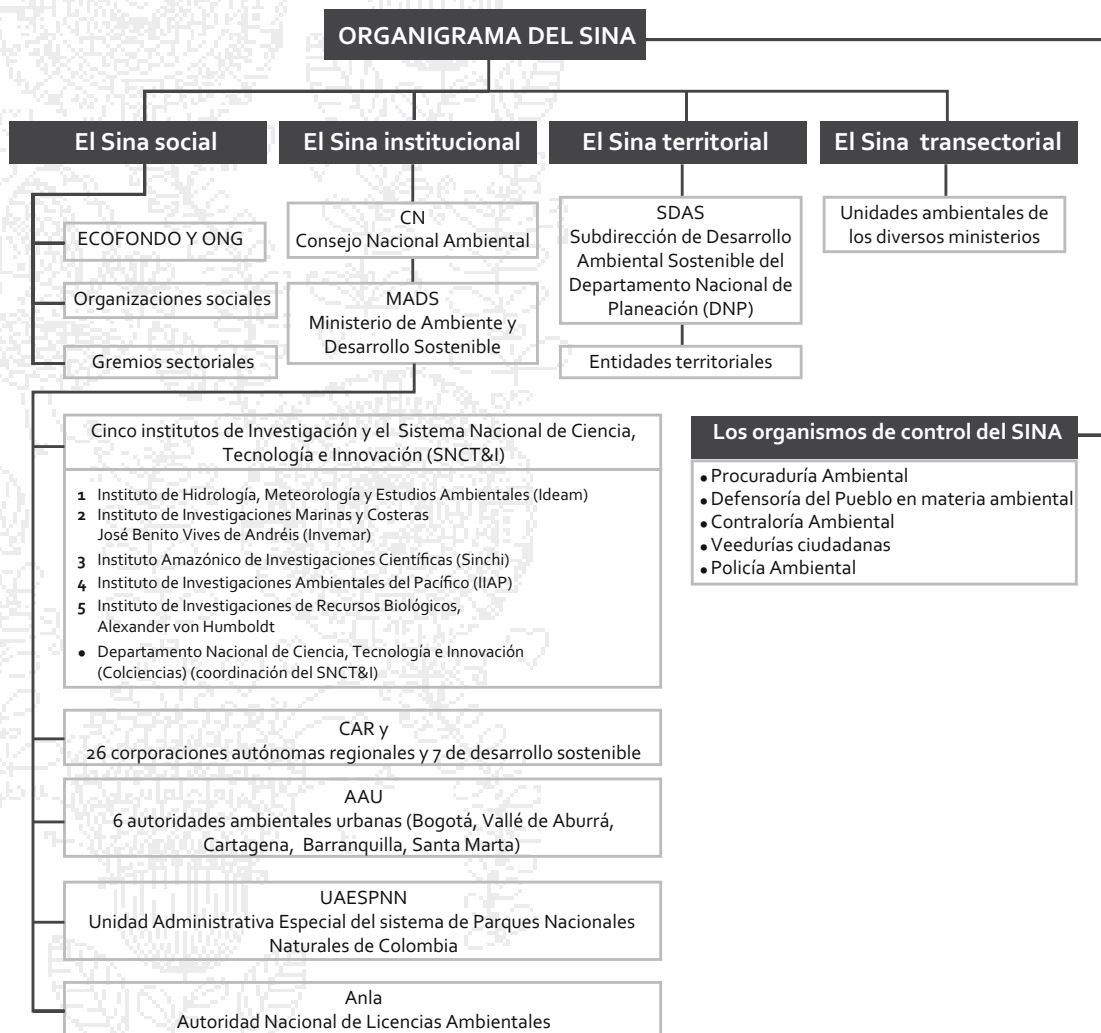 ORGANIGRAMA DEL SINA
El Sina social
ECOFONDO Y ONG
Organizaciones sociales
Gremios sectoriales
El Sina institucional
CN
Consejo Nacional Ambiental
MADS
Ministerio de Ambiente y
Desarrollo Sostenible
El Sina territorial
SDAS
Subdirección de Desarrollo
Ambiental Sostenible del
Departamento Nacional de
Planeación (DNP)
Entidades territoriales
El Sina transectorial
Unidades ambientales de
los diversos ministerios
Cinco institutos de Investigación y el Sistema Nacional de Ciencia,
Tecnología e Innovación (SNCT&I)
1 Instituto de Hidrología, Meteorología y Estudios Ambientales (Ideam)
2 Instituto de Investigaciones Marinas y Costeras
José Benito Vives de Andréis (Invemar)
3 Instituto Amazónico de Investigaciones Científicas (Sinchi)
4 Instituto de Investigaciones Ambientales del Pacífico (IIAP)
5 Instituto de Investigaciones de Recursos Biológicos,
Alexander von Humboldt
• Departamento Nacional de Ciencia, Tecnología e Innovación
(Colciencias) (coordinación del SNCT&I)
CAR y
26 corporaciones autónomas regionales y 7 de desarrollo sostenible
AAU
6 autoridades ambientales urbanas (Bogotá, Vallé de Aburrá,
Cartagena, Barranquilla, Santa Marta)
UAESPNN
Unidad Administrativa Especial del sistema de Parques Nacionales
Naturales de Colombia
Anla
Autoridad Nacional de Licencias Ambientales
Los organismos de control del SINA
• Procuraduría Ambiental
• Defensoría del Pueblo en materia ambiental
• Contraloría Ambiental
• Veedurías ciudadanas
• Policía Ambiental